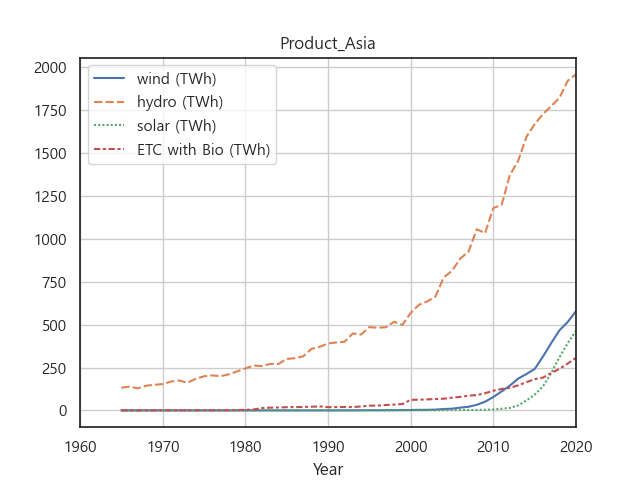 Product_Asia
wind (TWh)
hydro (TWh)
solar (TWh)
ETC with Bio (TWh)
2000
1750
1500
1250
1000
750
500
250
0
1960 1970 1980 1990 2000 2010 2020
Year